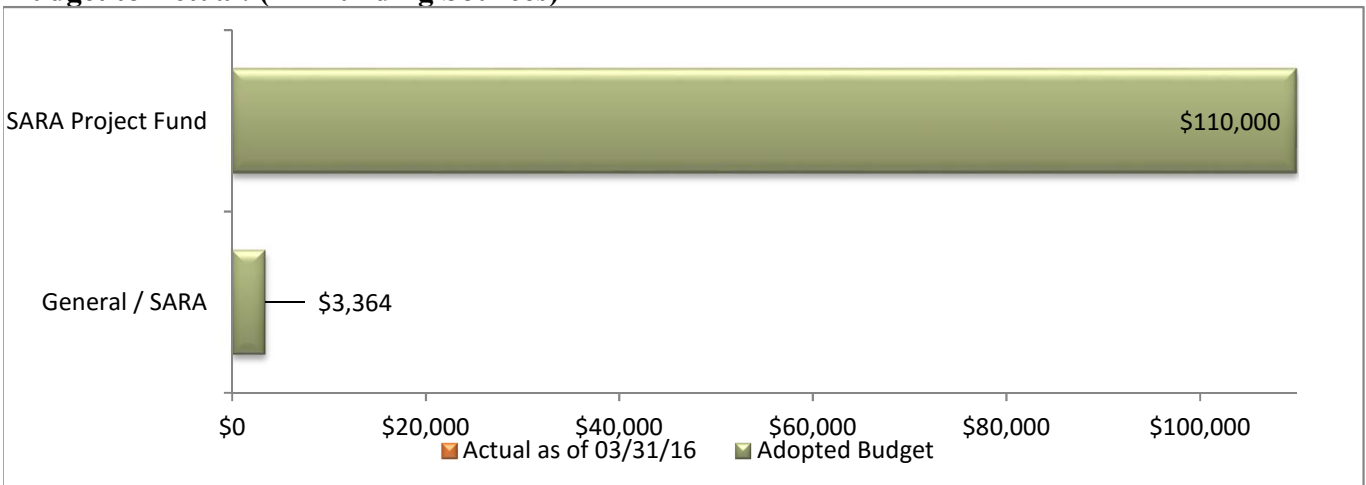 SARA Project Fund
$110,000
General / SARA
$3,364
$0 $20,000 $40,000 $60,000 $80,000 $100,000
Actual as of 03/31/16 Adopted Budget